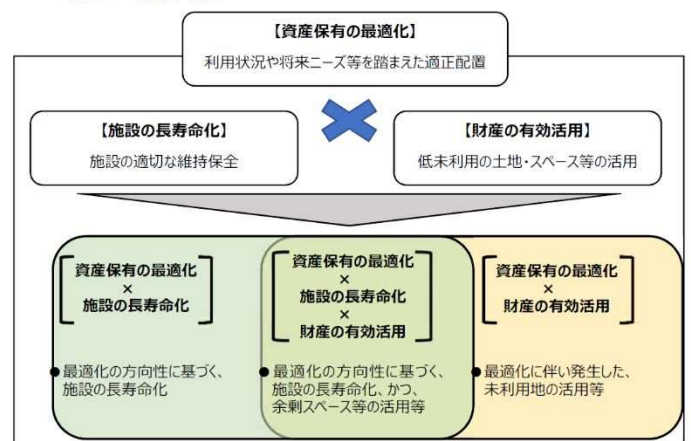 【資産保有の最適化】
利用状況や将来ニーズ等を踏まえた適正配置
【施設の長寿命化】
施設の適切な維持保全
【財産の有効活用】
低未利用の土地・スペース等の活用
資産保有の最適化
×
施設の長寿命化
資産保有の最適化
×
施設の長寿命化
×
財産の有効活用
資産保有の最適化
×
財産の有効活用
●最適化の方向性に基づく、
施設の長寿命化
●最適化の方向性に基づく、
施設の長寿命化、かつ、
余剰スペース等の活用等
●最適化に伴い発生した、
未利用地の活用等